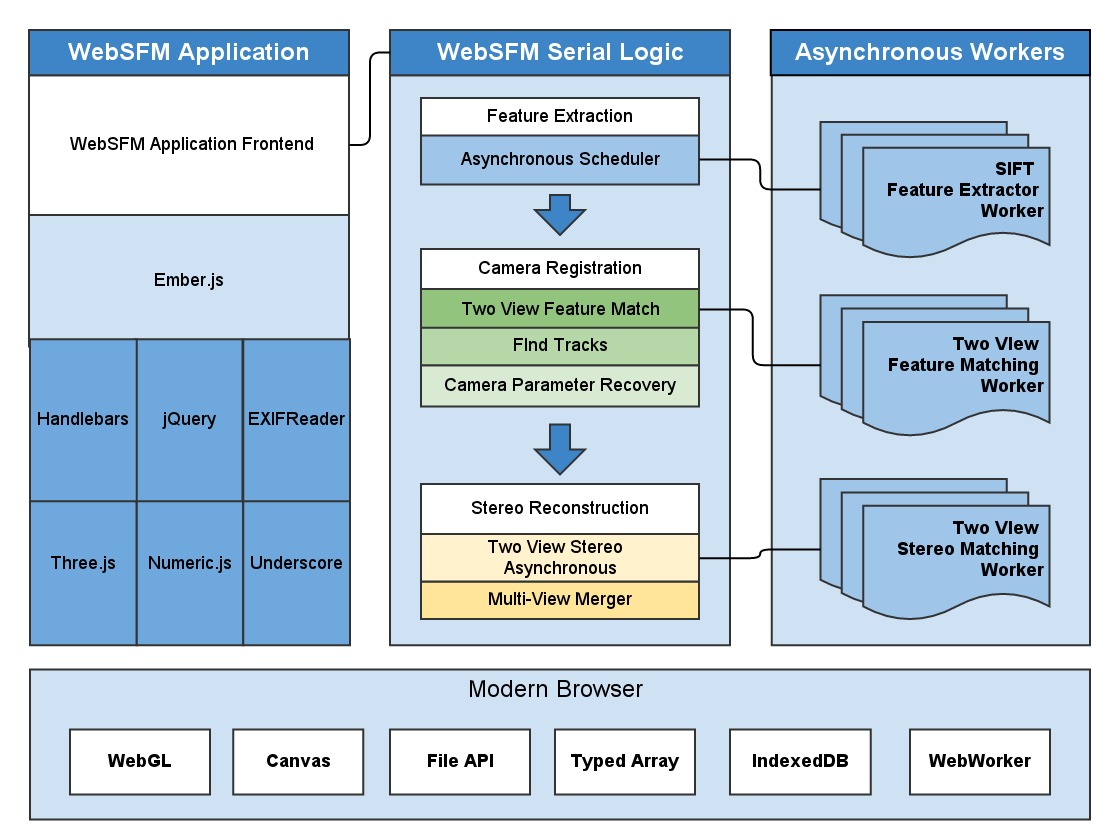 WebSFM Application
WebSFM Application Frontend
Ember.js
Handlebars
jQuery
EXIFReader
Three.js
Numeric.js
Underscore
WebSFM Serial Logic
Feature Extraction
Asynchronous Scheduler
Camera Registration
Two View Feature Match
FInd Tracks
Camera Parameter Recovery
Stereo Reconstruction
Two View Stereo
Asynchronous
Multi-View Merger
Asynchronous Workers
SIFT
Feature Extractor
Worker
Two VIew
Feature Matching
Worker
Two VIew
Stereo Matching
Worker
Modern Browser
WebGL
Canvas
File API
Typed Array
IndexedDB
WebWorker